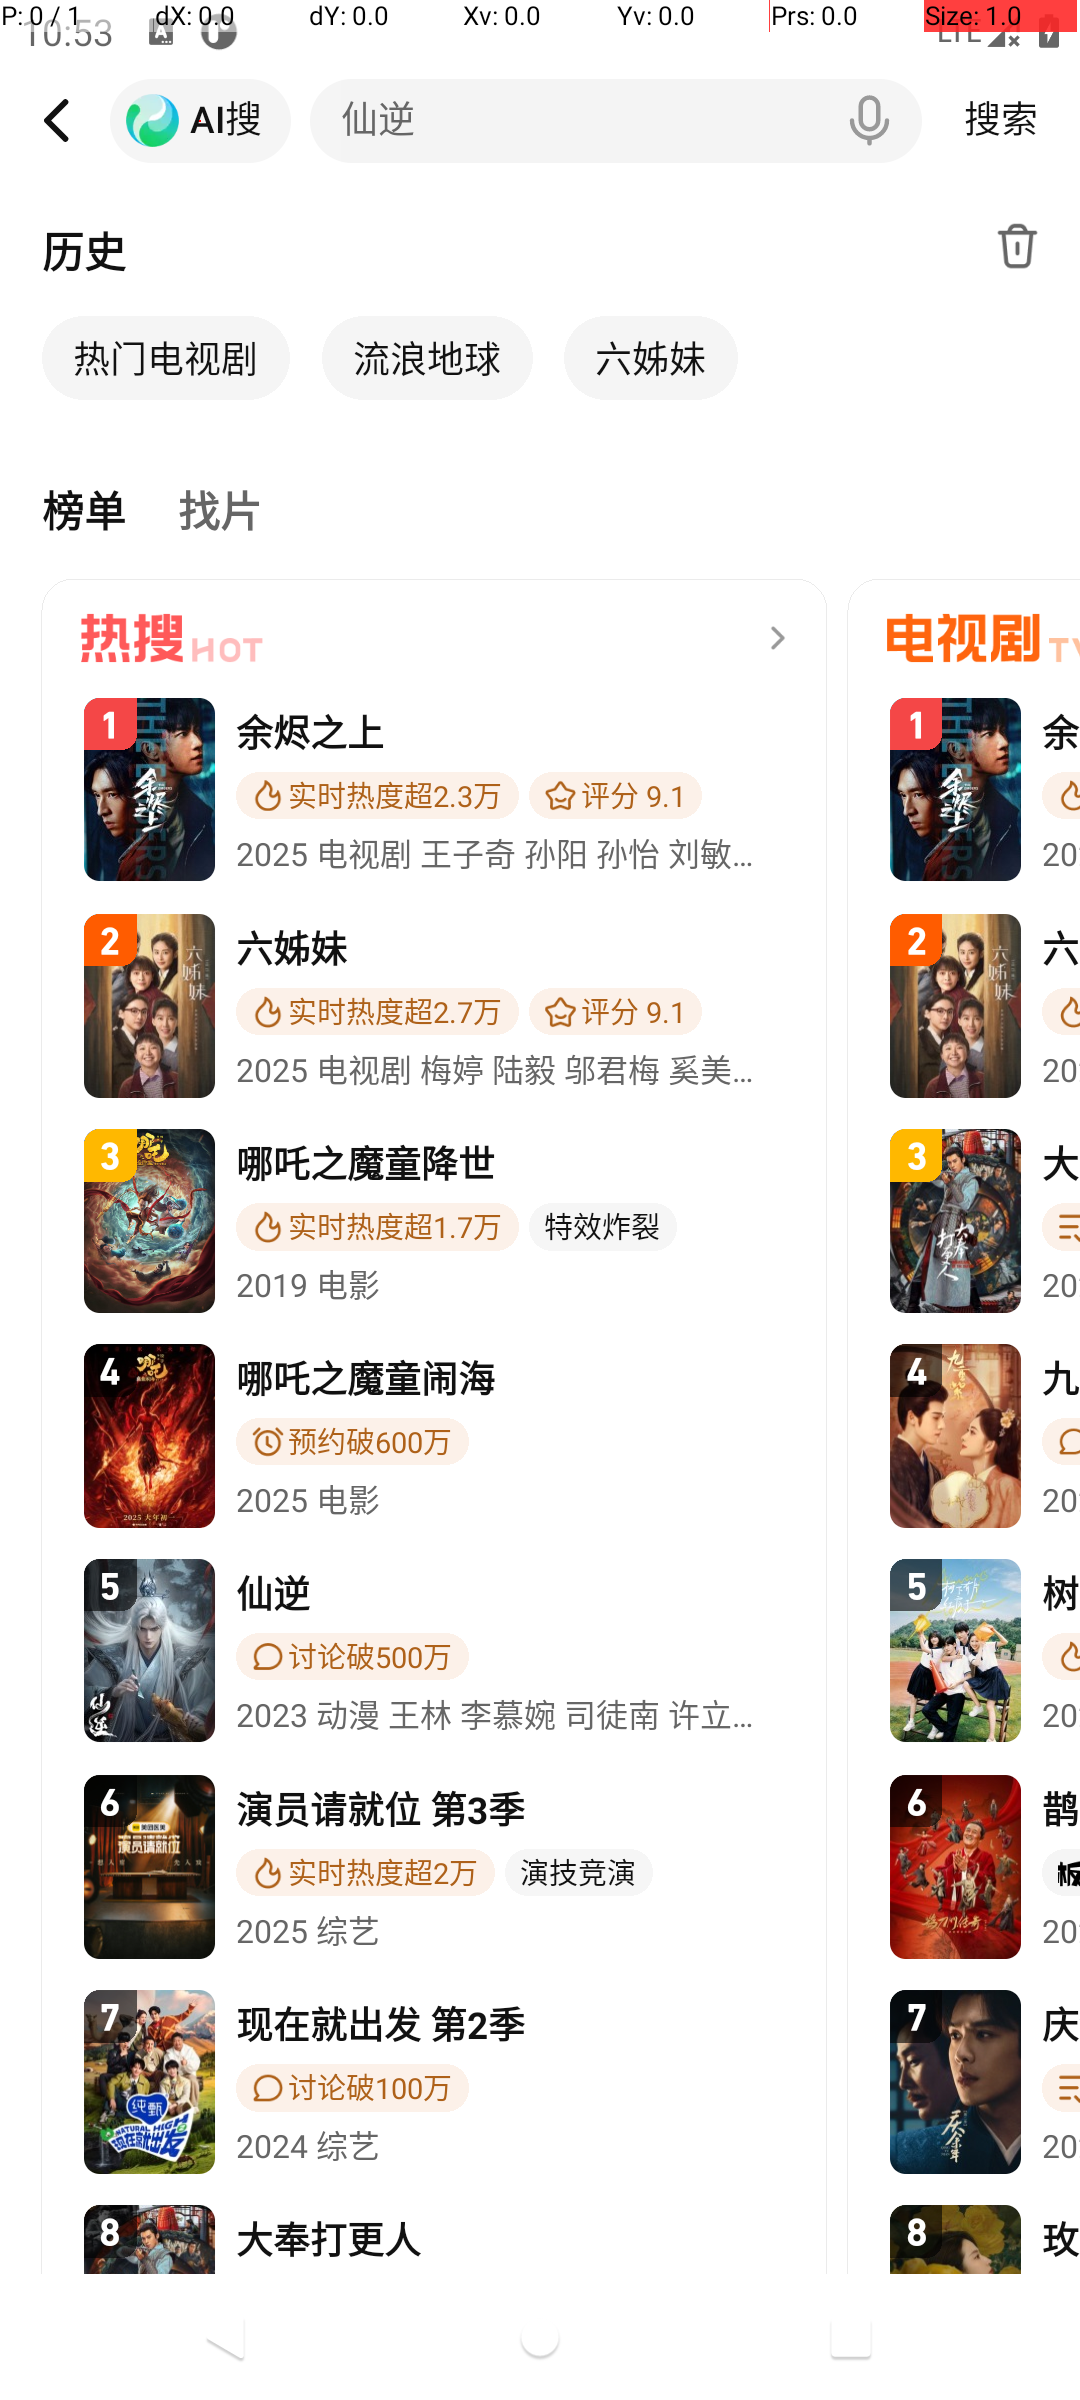 P: 0 / 1 dX: 0.0 dY: 0.0 Xv: 0.0 Yv: 0.0 Prs: 0.0 Size: 1.0
10:53 A LTE
AI搜 仙逆 搜索
历史
热门电视剧 流浪地球 六姊妹
榜单 找片
热搜HOT
1
余烬之上
实时热度超2.3万 评分 9.1
2025 电视剧 王子奇 孙阳 孙怡 刘敏...
2
六姊妹
实时热度超2.7万 评分 9.1
2025 电视剧 梅婷 陆毅 邬君梅 奚美...
3
哪吒之魔童降世
实时热度超1.7万 特效炸裂
2019 电影
4
哪吒之魔童闹海
预约破600万
2025 电影
5
仙逆
讨论破500万
2023 动漫 王林 李慕婉 司徒南 许立...
6
演员请就位 第3季
实时热度超2万 演技竞演
2025 综艺
7
现在就出发 第2季
讨论破100万
2024 综艺
8
大奉打更人
电视剧 TV
1
余
20
2
六
20
3
大
20
4
九
20
5
树
20
6
鹊
20
7
庆
20
8
玫